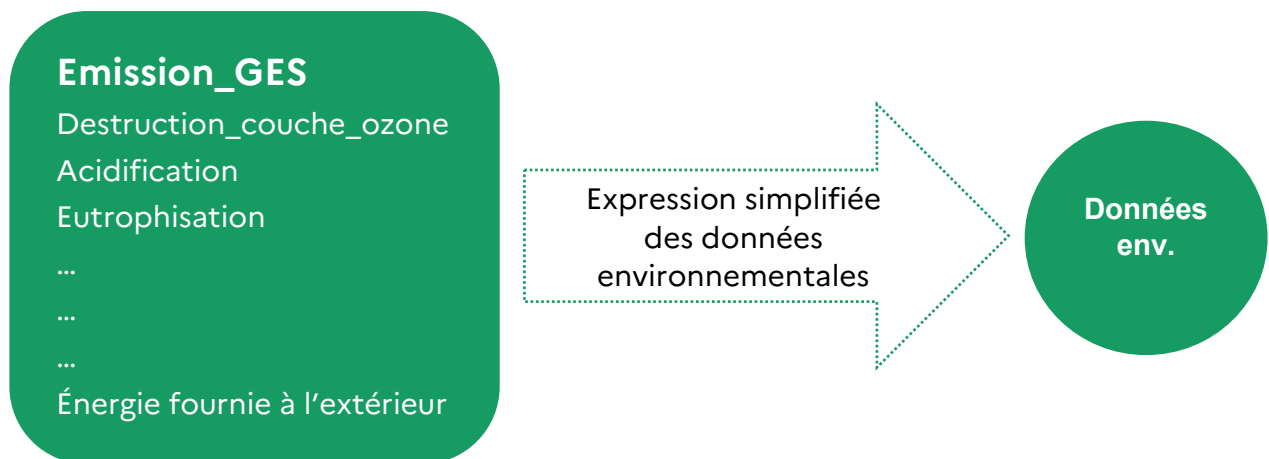 Emission_GES
Destruction_couche_ozone
Acidification
Eutrophisation
...
...
...
Énergie fournie à l’extérieur
Expression simplifiée
des données
environnementales
Données
env.